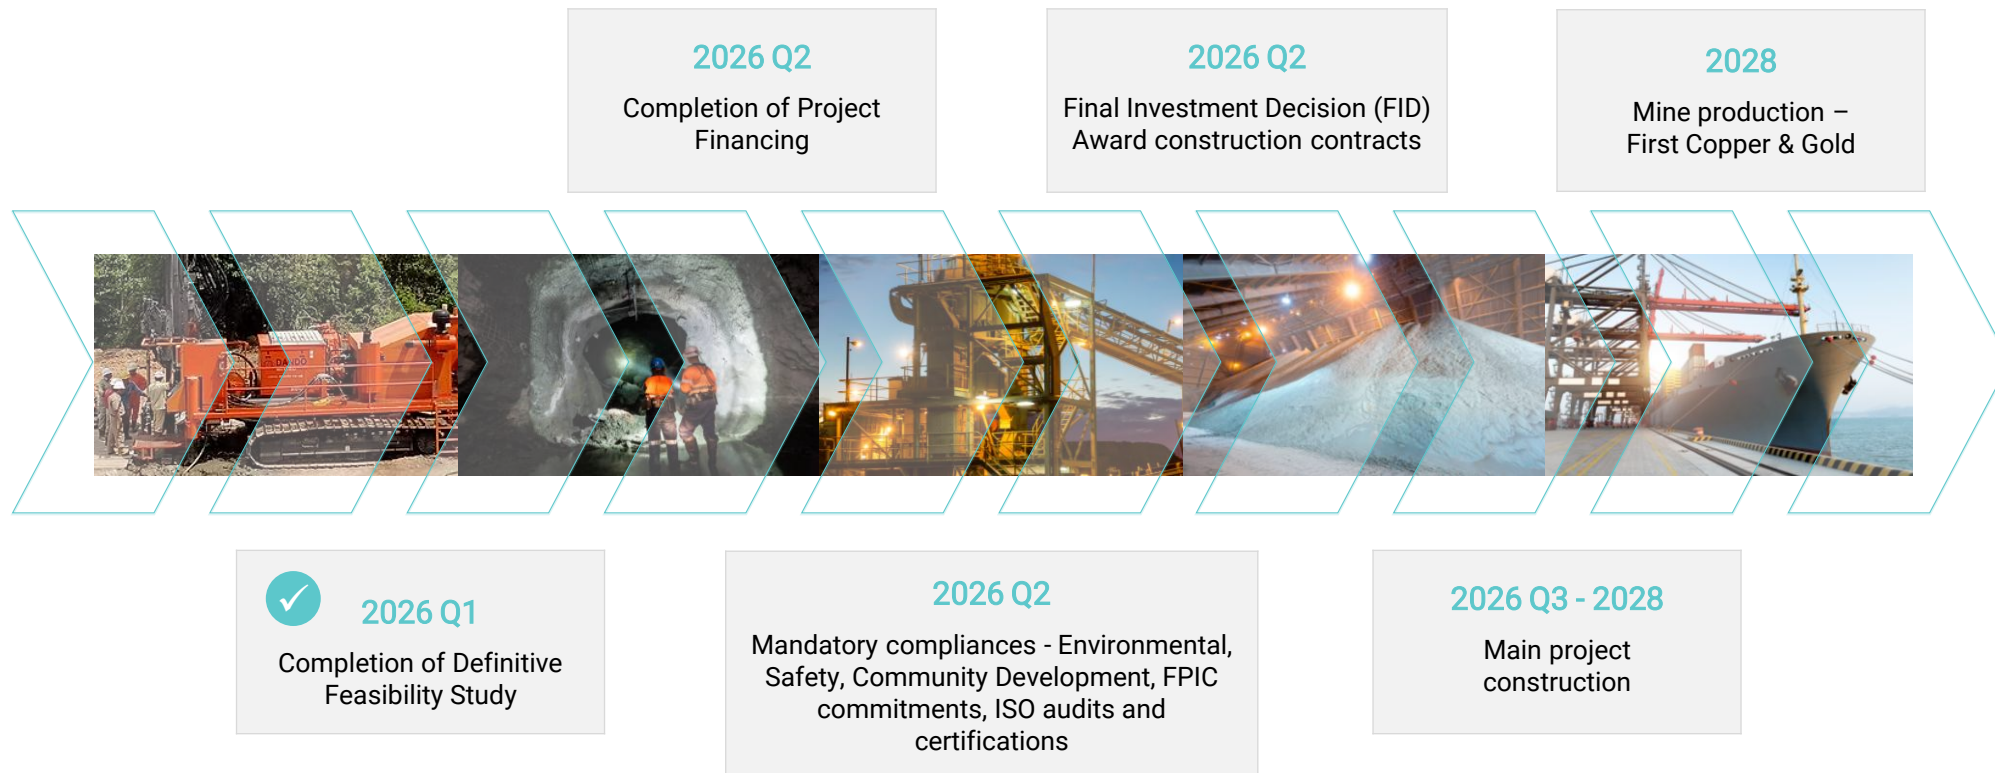 2026 Q2
Completion of Project
Financing
2026 Q2
Final Investment Decision (FID)
Award construction contracts
2028
Mine production –
First Copper & Gold
DANDO
2026 Q1
Completion of Definitive
Feasibility Study
2026 Q2
Mandatory compliances - Environmental,
Safety, Community Development, FPIC
commitments, ISO audits and
certifications
2026 Q3 - 2028
Main project
construction